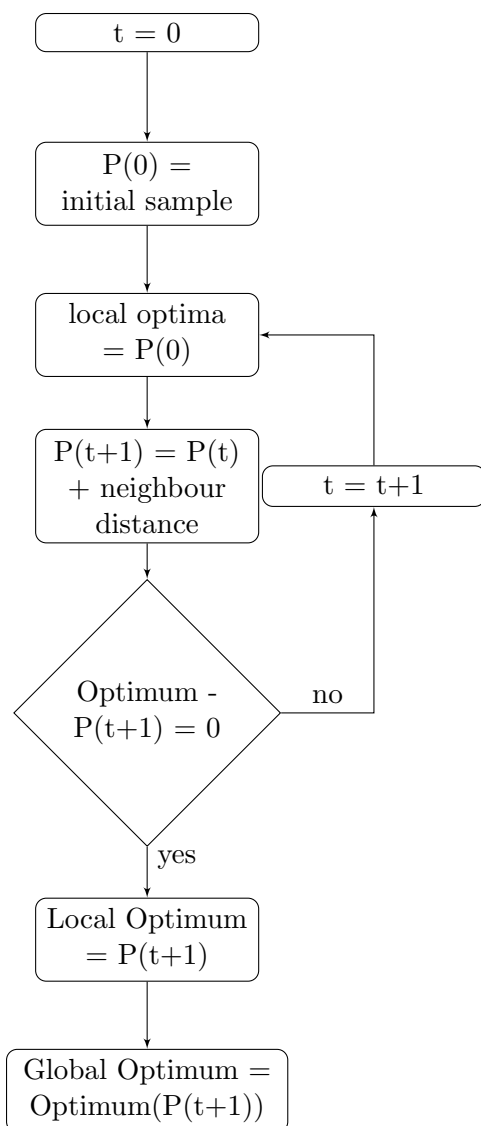 t = 0
P(0) =
initial sample
local optima
= P(0)
P(t+1) = P(t)
+ neighbour
distance
t = t+1
Optimum -
P(t+1) = 0
no
yes
Local Optimum
= P(t+1)
Global Optimum =
Optimum(P(t+1))